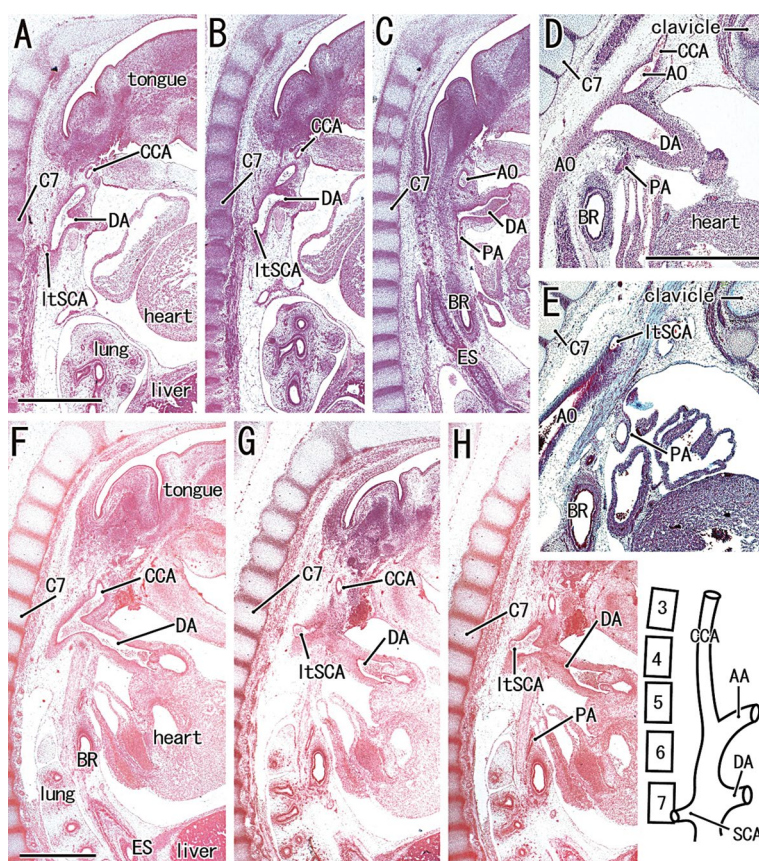 A
tongue
CCA
C7
DA
ltSCA
heart
lung
liver
B
CCA
C7
DA
ltSCA
C
C7
AO
DA
PA
BR
ES
D
clavicle
CCA
AO
C7
DA
AO
PA
BR
heart
E
clavicle
ltSCA
C7
AO
PA
BR
F
tongue
CCA
C7
DA
heart
BR
lung
ES
liver
G
C7
CCA
ltSCA
DA
H
C7
DA
ltSCA
PA
3
CCA
4
AA
5
6
DA
7
SCA